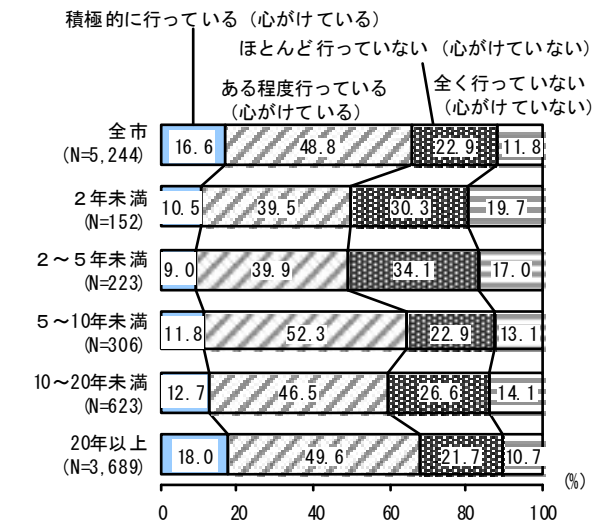 積極的に行っている（心がけている）
ほとんど行っていない（心がけていない）
ある程度行っている
（心がけている）
全く行っていない
（心がけていない）
全市
(N=5,244)
16.6 48.8 22.9 11.8
２年未満
(N=152)
10.5 39.5 30.3 19.7
２～５年未満
(N=223)
9.0 39.9 34.1 17.0
５～10年未満
(N=306)
11.8 52.3 22.9 13.1
10～20年未満
(N=623)
12.7 46.5 26.6 14.1
20年以上
(N=3,689)
18.0 49.6 21.7 10.7
(%)
0 20 40 60 80 100